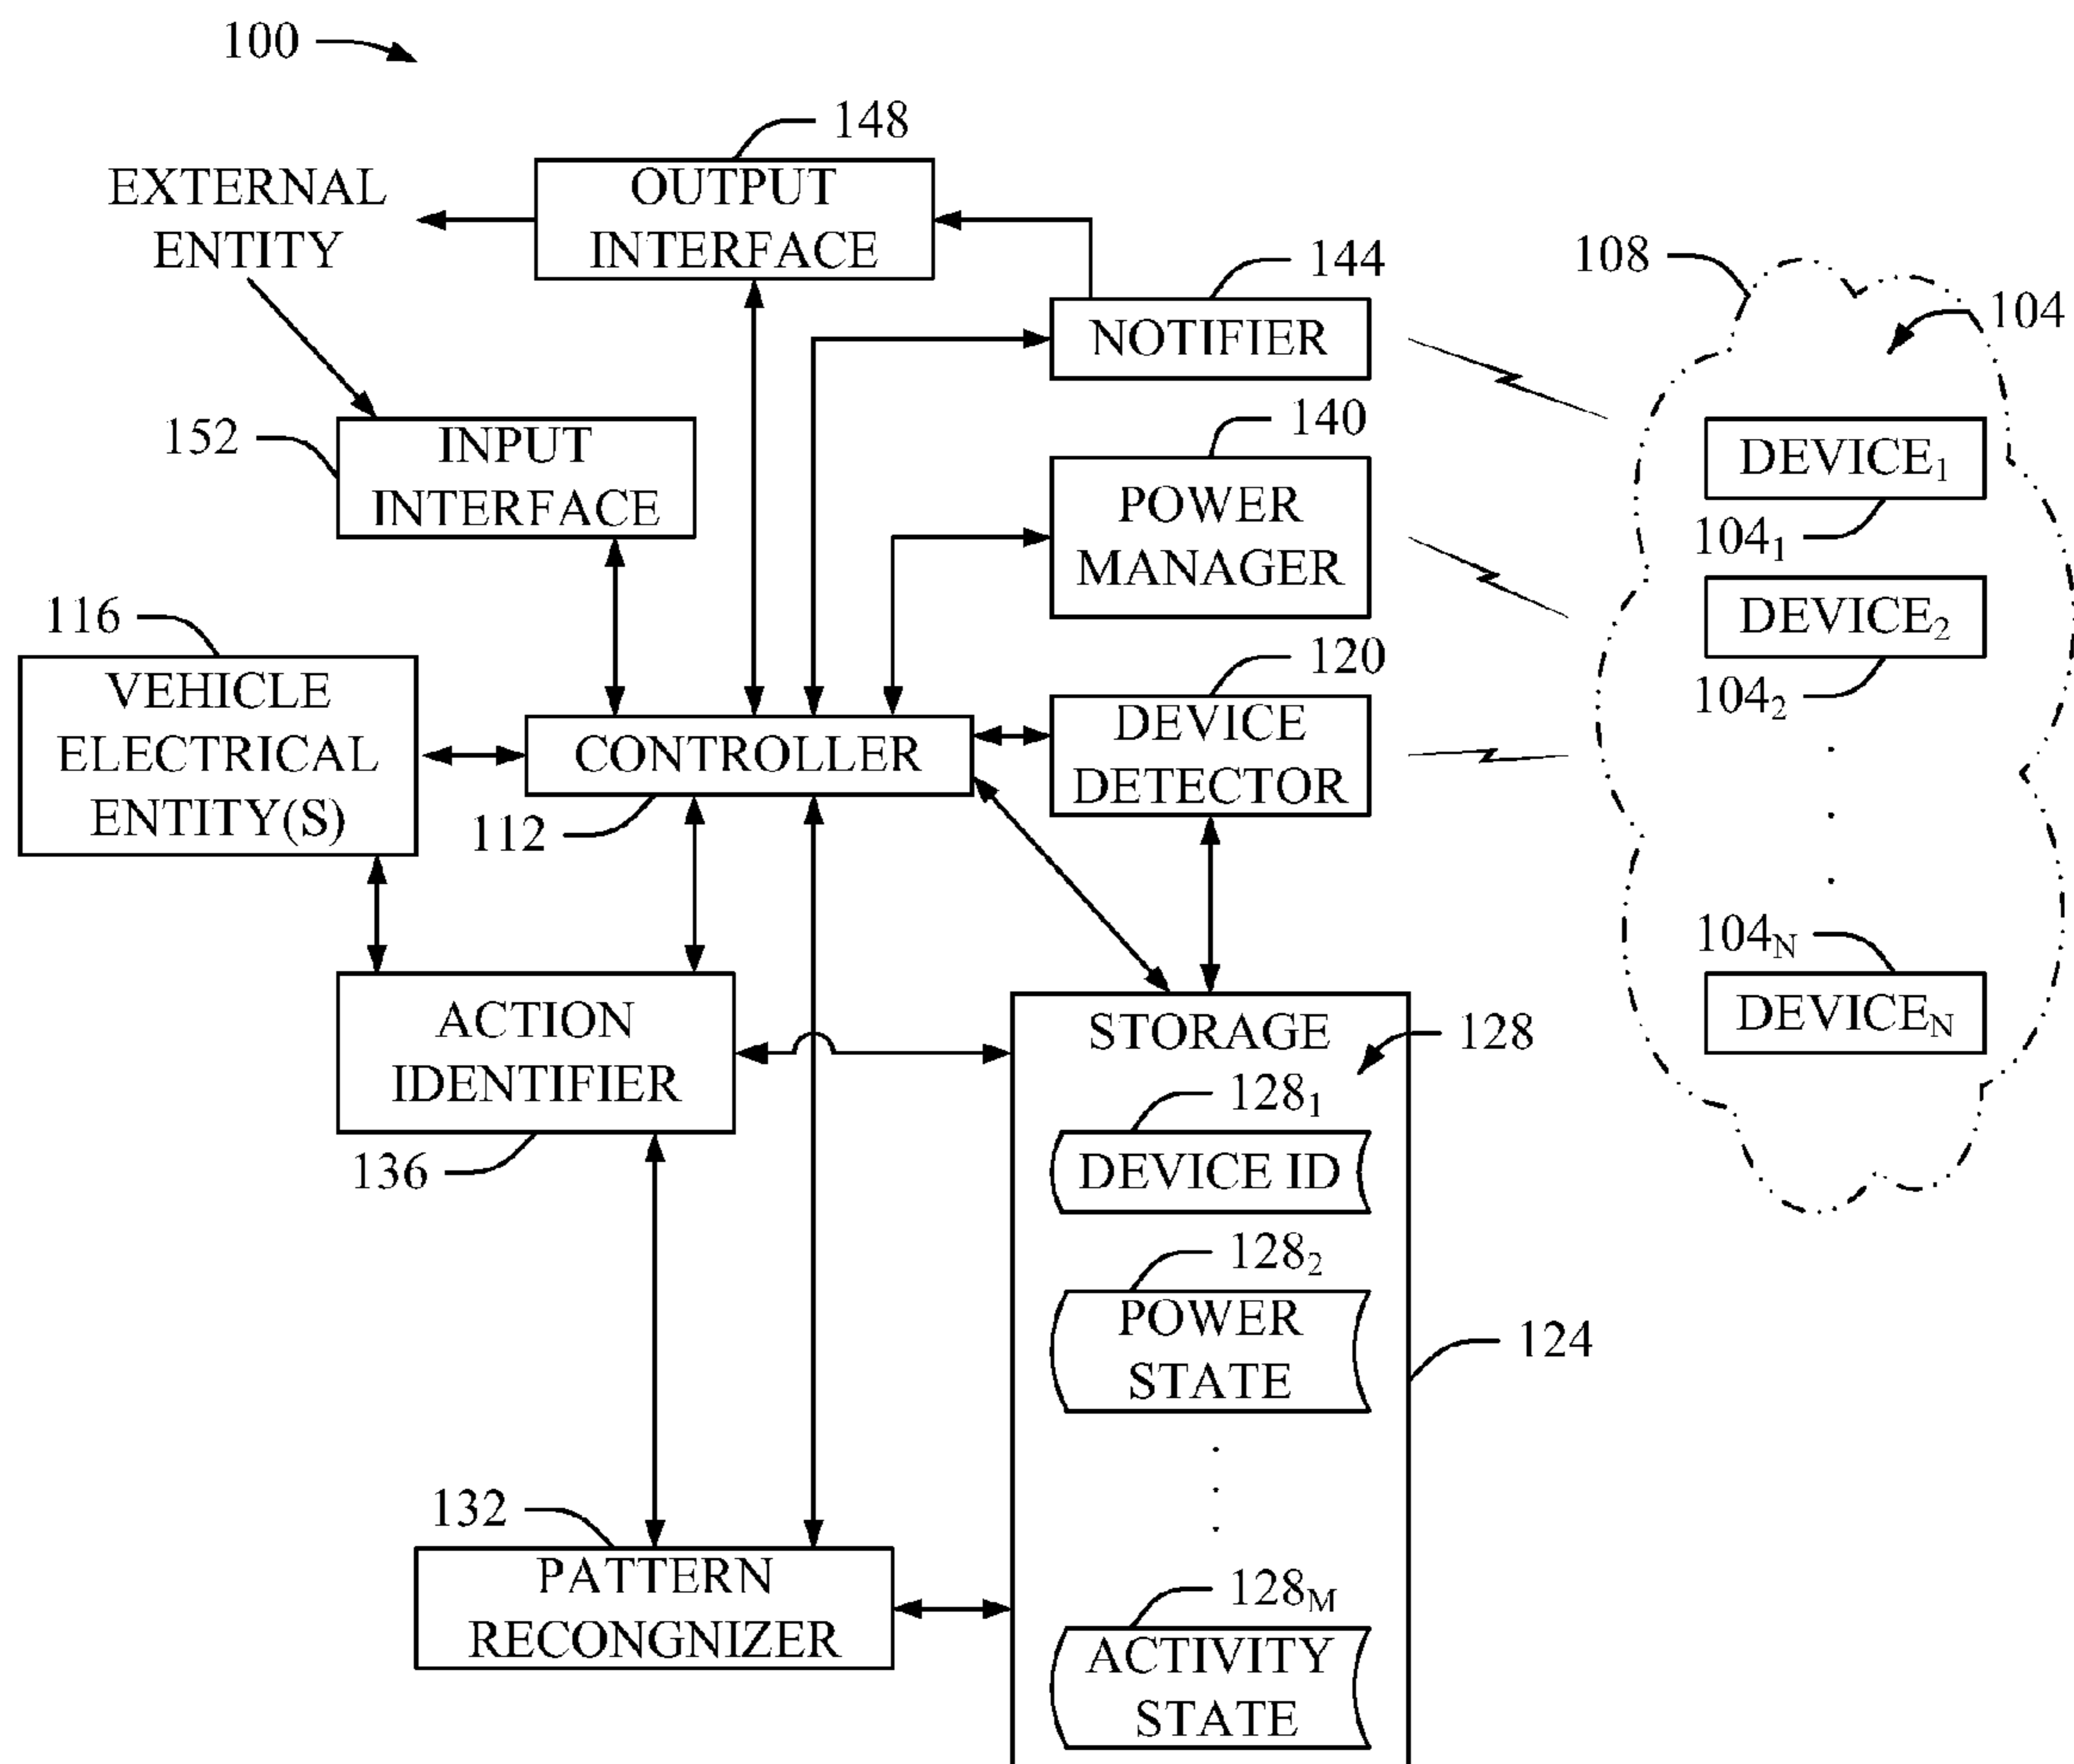 100
148
EXTERNAL
ENTITY
OUTPUT
INTERFACE
144
NOTIFIER
108
104
152
INPUT
INTERFACE
140
POWER
MANAGER
DEVICE₁
104₁
DEVICE₂
104₂
116
VEHICLE
ELECTRICAL
ENTITY(S)
CONTROLLER
112
120
DEVICE
DETECTOR
104N
DEVICEN
ACTION
IDENTIFIER
136
STORAGE
128
128₁
DEVICE ID
128₂
POWER
STATE
124
132
PATTERN
RECONGNIZER
128M
ACTIVITY
STATE